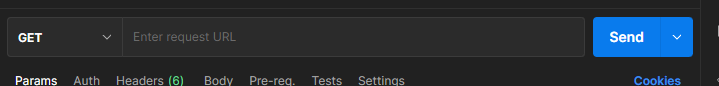 GET Enter request URL Send
Params Auth Headers (6) Body Pre-req. Tests Settings Cookies